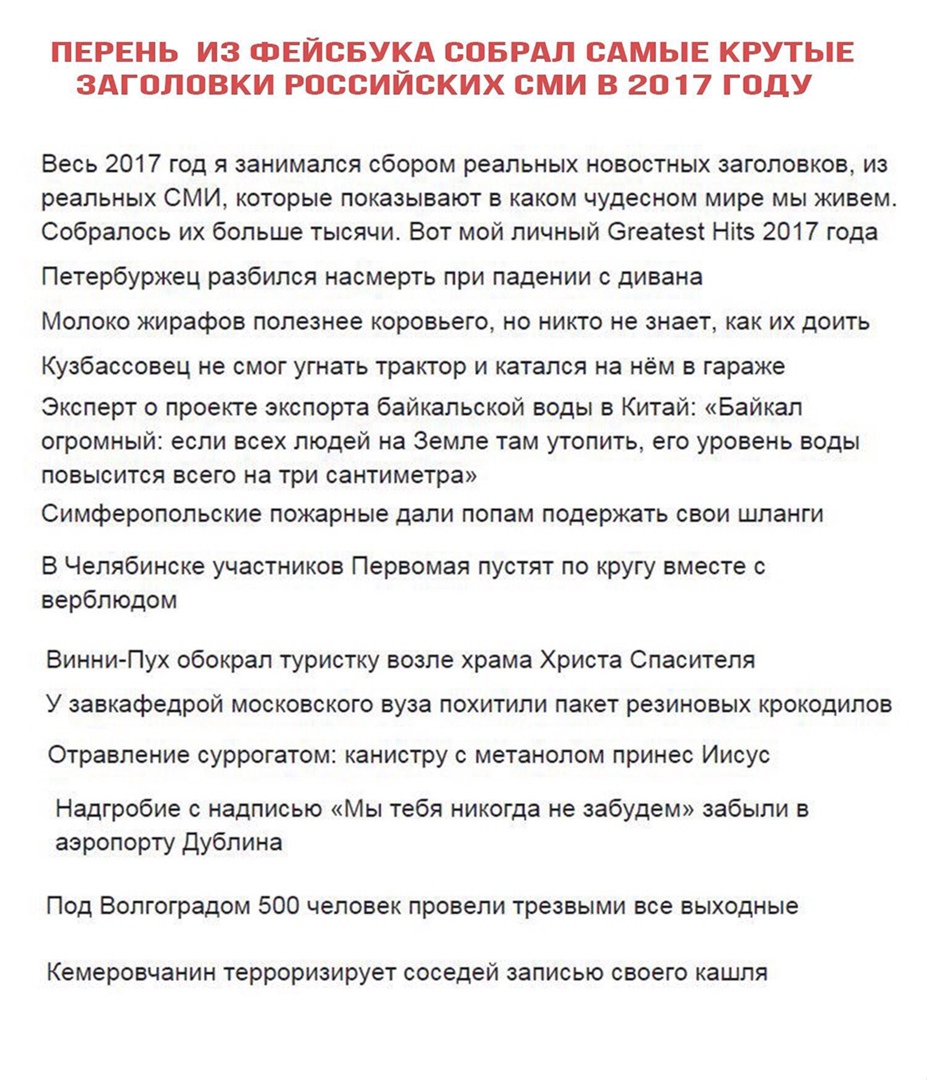 ПЕРЕНЬ ИЗ ФЕЙСБУКА СОБРАЛ САМЫЕ КРУТЫЕ
ЗАГОЛОВКИ РОССИЙСКИХ СМИ В 2017 ГОДУ
Весь 2017 год я занимался сбором реальных новостных заголовков, из
реальных СМИ, которые показывают в каком чудесном мире мы живем.
Собралось их больше тысячи. Вот мой личный Greatest Hits 2017 года
Петербуржец разбился насмерть при падении с дивана
Молоко жирафов полезнее коровьего, но никто не знает, как их доить
Кузбассовец не смог угнать трактор и катался на нём в гараже
Эксперт о проекте экспорта байкальской воды в Китай: «Байкал
огромный: если всех людей на Земле там утопить, его уровень воды
повысится всего на три сантиметра»
Симферопольские пожарные дали попам подержать свои шланги
В Челябинске участников Первомая пустят по кругу вместе с
верблюдом
Винни-Пух обокрал туристку возле храма Христа Спасителя
У завкафедрой московского вуза похитили пакет резиновых крокодилов
Отравление суррогатом: канистру с метанолом принес Иисус
Надгробие с надписью «Мы тебя никогда не забудем» забыли в
аэропорту Дублина
Под Волгоградом 500 человек провели трезвыми все выходные
Кемеровчанин терроризирует соседей записью своего кашля